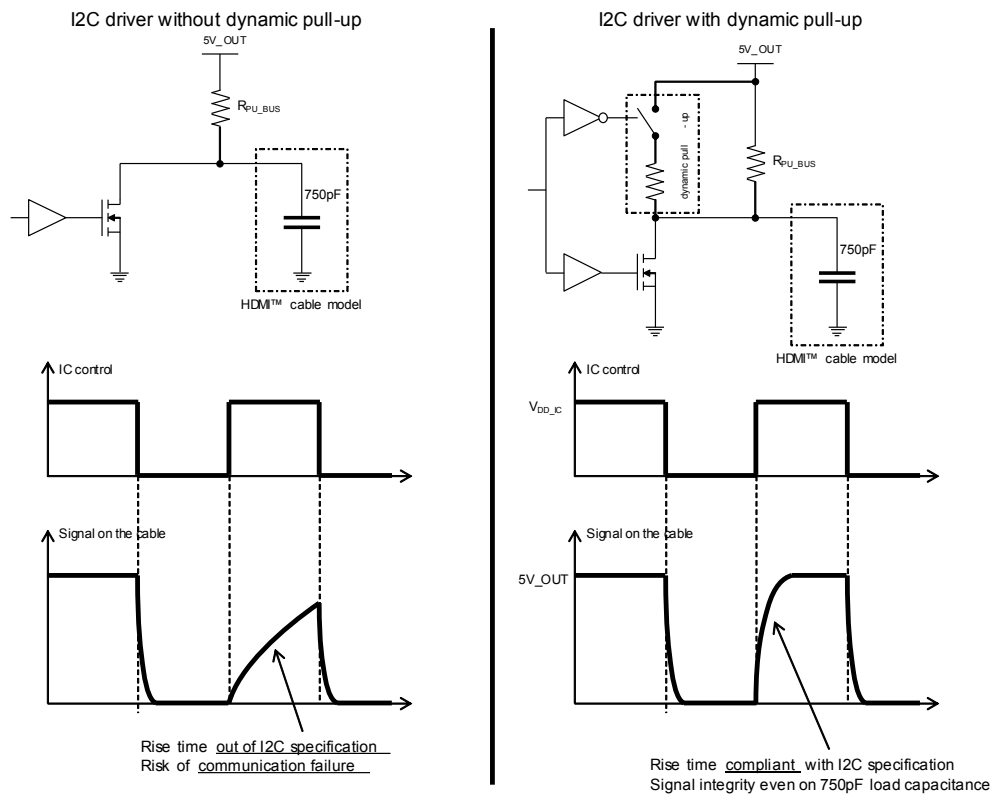 I2C driver without dynamic pull-up
5V_OUT
RPU_BUS
750pF
HDMI™ cable model
IC control
Signal on the cable
Rise time out of I2C specification
Risk of communication failure
I2C driver with dynamic pull-up
5V_OUT
dynamic pull - up
RPU_BUS
750pF
HDMI™ cable model
IC control
VDD_IC
Signal on the cable
5V_OUT
Rise time compliant with I2C specification
Signal integrity even on 750pF load capacitance